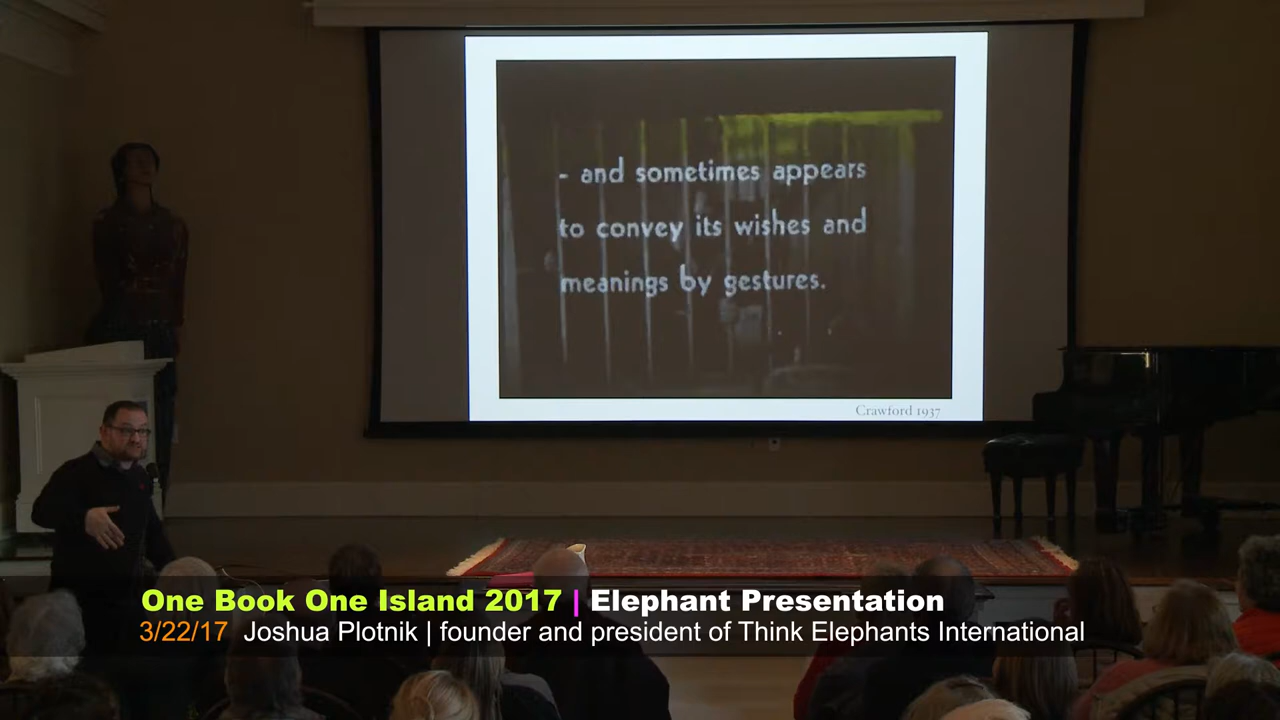 - and sometimes appears
to convey its wishes and
meanings by gestures.
Crawford 1937
One Book One Island 2017 | Elephant Presentation
3/22/17 Joshua Plotnik | founder and president of Think Elephants International